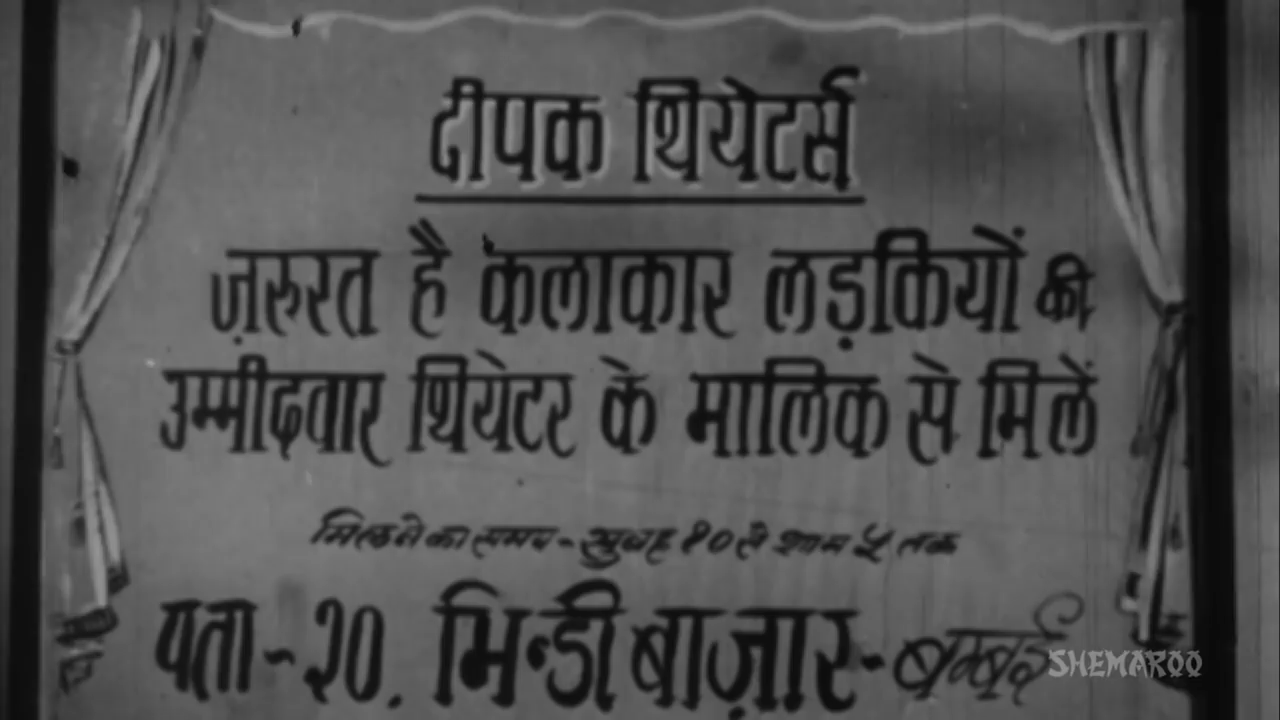 दीपक थियेटर्स
ज़रुरत है कलाकार लड़कियों की
उम्मीदवार थियेटर के मालिक से मिलें
मिलने का समय - सुबह १० से शाम ५ तक
पता - २०. भिन्डी बाज़ार - बम्बई
SHEMAROO